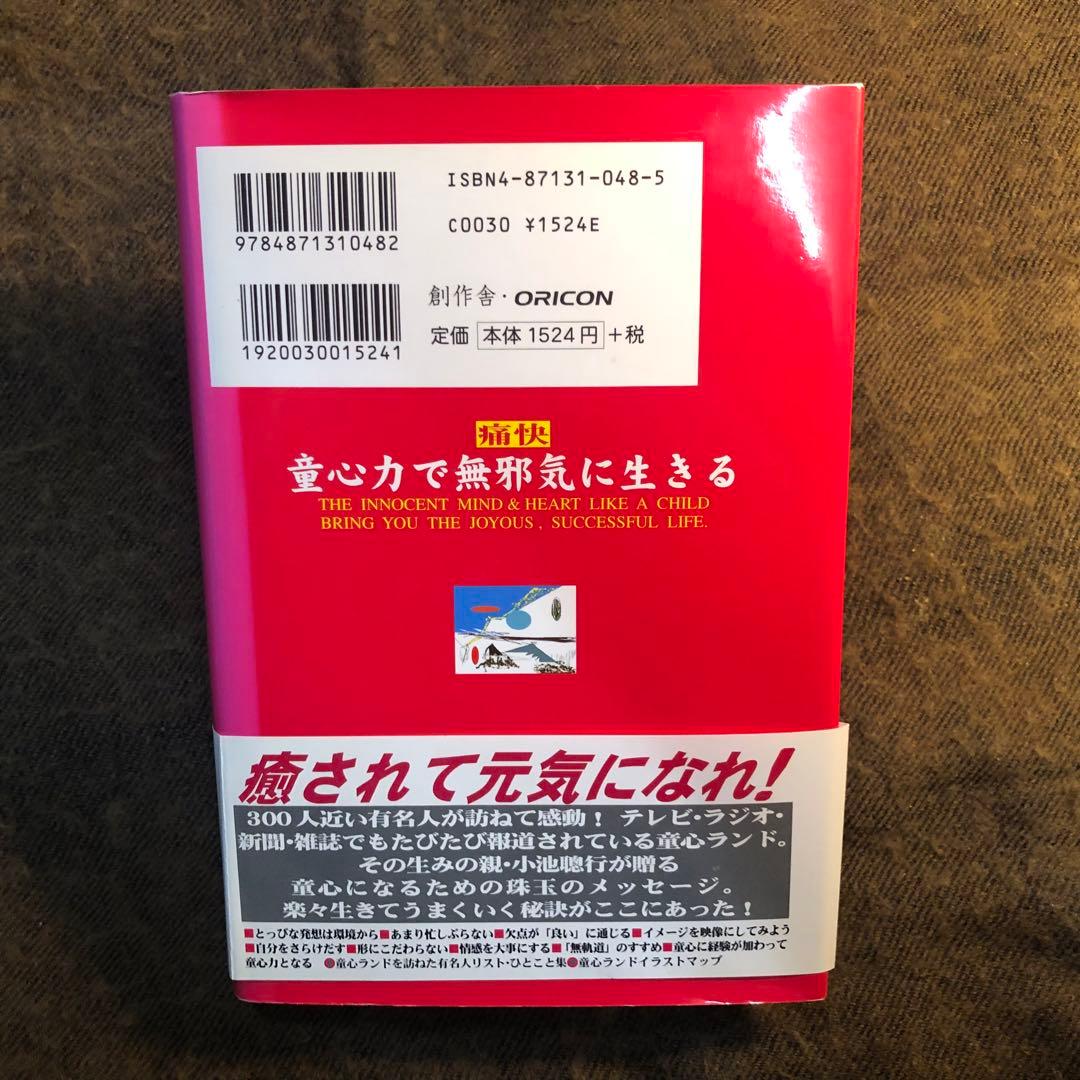 9784871310482
ISBN4-87131-048-5
C0030 ¥1524E
1920030015241
創作舎・ORICON
定価 本体1524円+税
痛快
童心力で無邪気に生きる
THE INNOCENT MIND & HEART LIKE A CHILD
BRING YOU THE JOYOUS, SUCCESSFUL LIFE.
癒されて元気になれ!
300人近い有名人が訪ねて感動! テレビ・ラジオ・
新聞・雑誌でもたびたび報道されている童心ランド。
その生みの親・小池聰行が贈る
童心になるための珠玉のメッセージ。
楽々生きてうまくいく秘訣がここにあった!
■とっぴな発想は環境から■あまり忙しぶらない■欠点が「良い」に通じる■イメージを映像にしてみよう
■自分をさらけだす■形にこだわらない■情感を大事にする■「無軌道」のすすめ■童心に経験が加わって
童心力となる ◎童心ランドを訪ねた有名人リスト・ひとこと集◎童心ランドイラストマップ